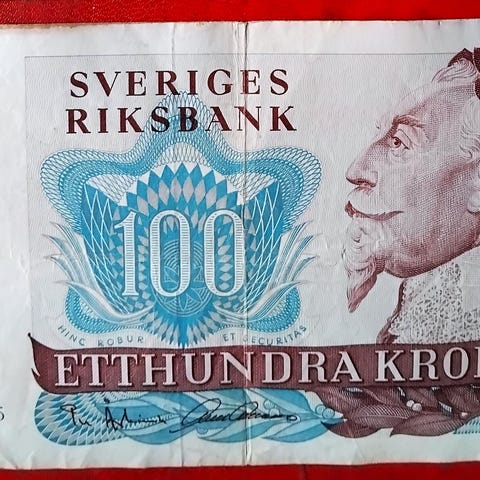 SVERIGES
RIKSBANK
100
HINC ROBUR ET SECURITAS
ETTHUNDRA KRO